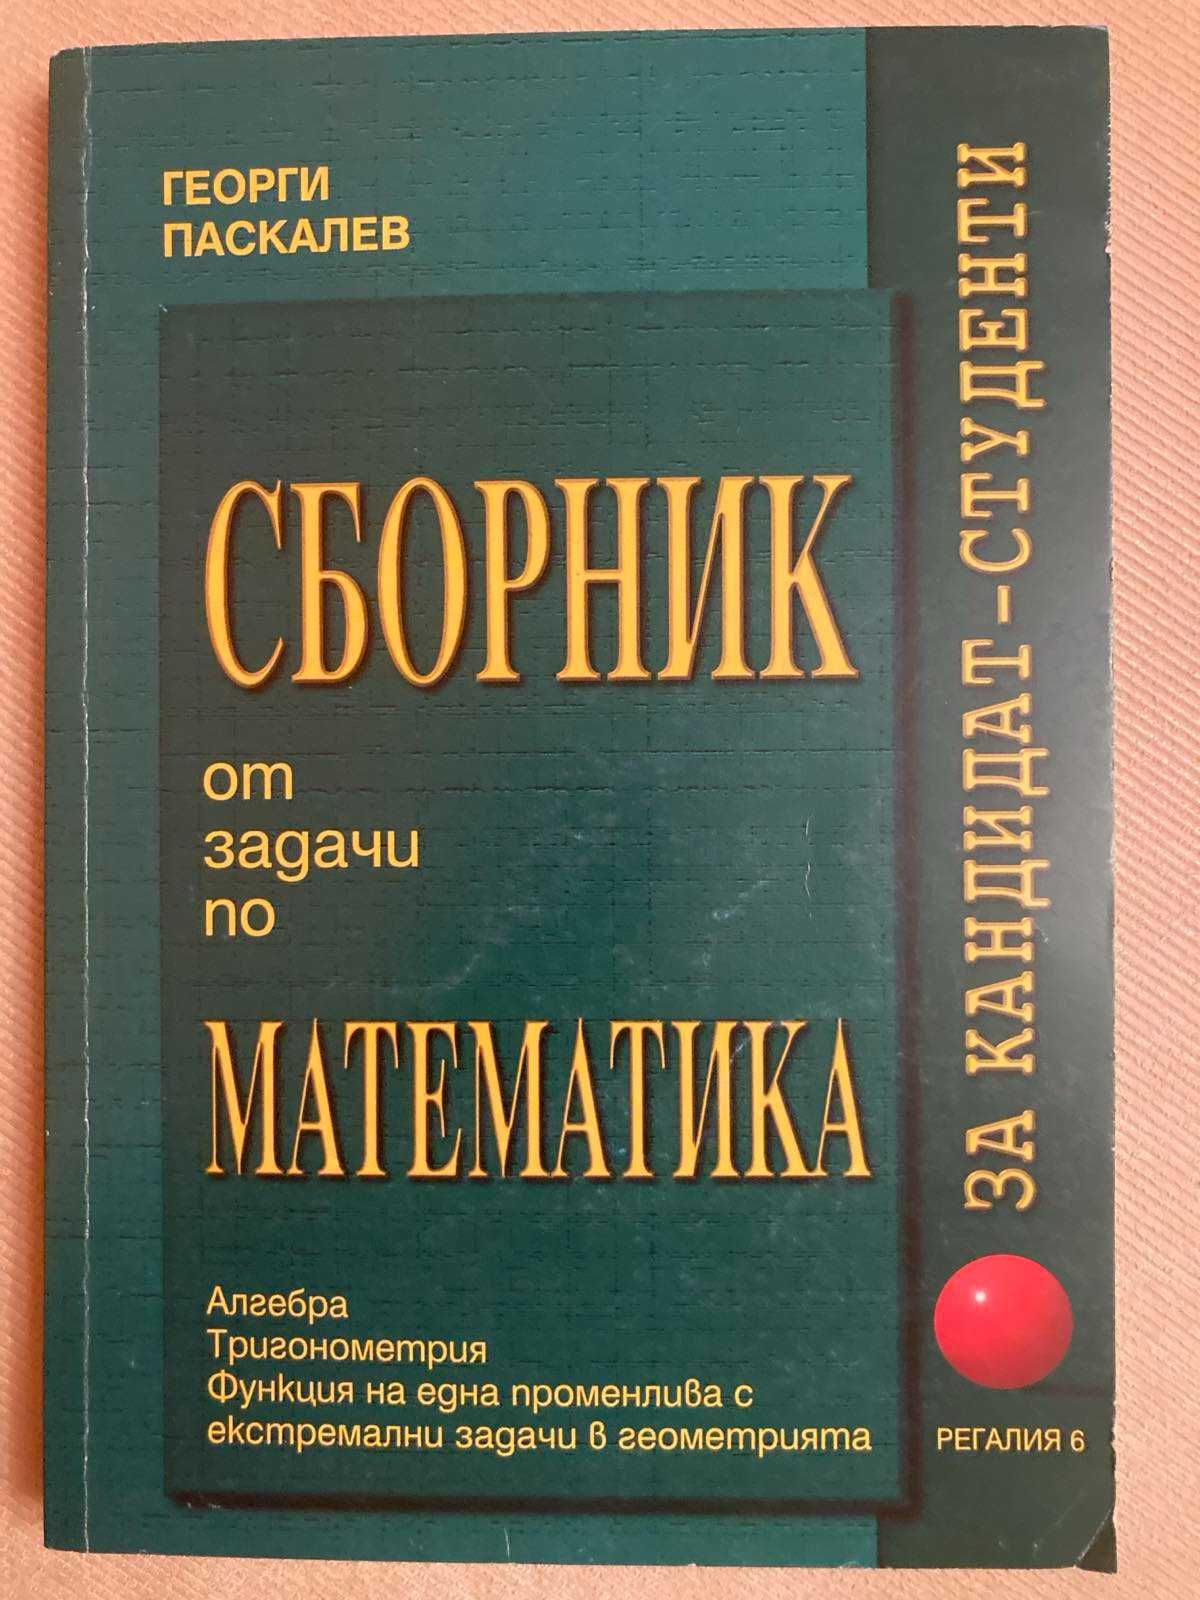 ГЕОРГИ
ПАСКАЛЕВ
СБОРНИК
от
задачи
по
МАТЕМАТИКА
Алгебра
Тригонометрия
Функция на една променлива с
екстремални задачи в геометрията
ЗА КАНДИДАТ-СТУДЕНТИ
РЕГАЛИЯ 6